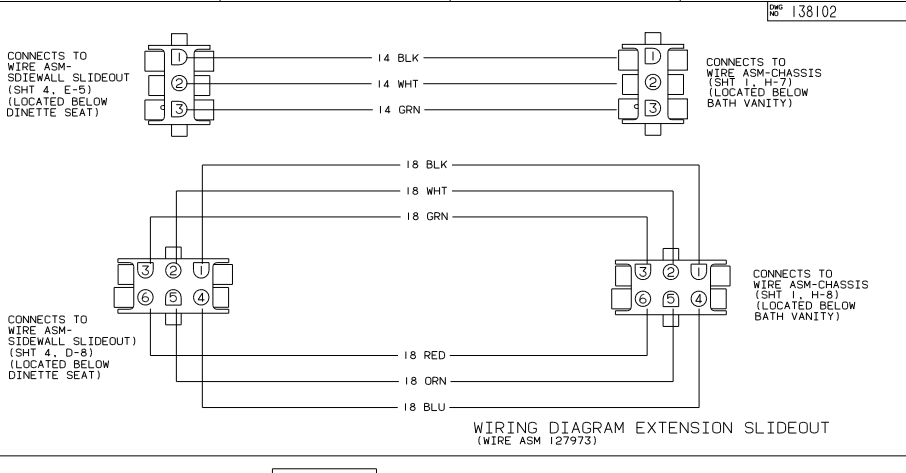 DWG NO 138102
CONNECTS TO
WIRE ASM-
SDIEWALL SLIDEOUT
(SHT 4, E-5)
(LOCATED BELOW
DINETTE SEAT)
1
2
3
14 BLK
14 WHT
14 GRN
1
2
3
CONNECTS TO
WIRE ASM-CHASSIS
(SHT 1, H-7)
(LOCATED BELOW
BATH VANITY)
18 BLK
18 WHT
18 GRN
3 2 1
6 5 4
3 2 1
6 5 4
CONNECTS TO
WIRE ASM-CHASSIS
(SHT 1, H-8)
(LOCATED BELOW
BATH VANITY)
CONNECTS TO
WIRE ASM-
SIDEWALL SLIDEOUT)
(SHT 4, D-8)
(LOCATED BELOW
DINETTE SEAT)
18 RED
18 ORN
18 BLU
WIRING DIAGRAM EXTENSION SLIDEOUT
(WIRE ASM 127973)